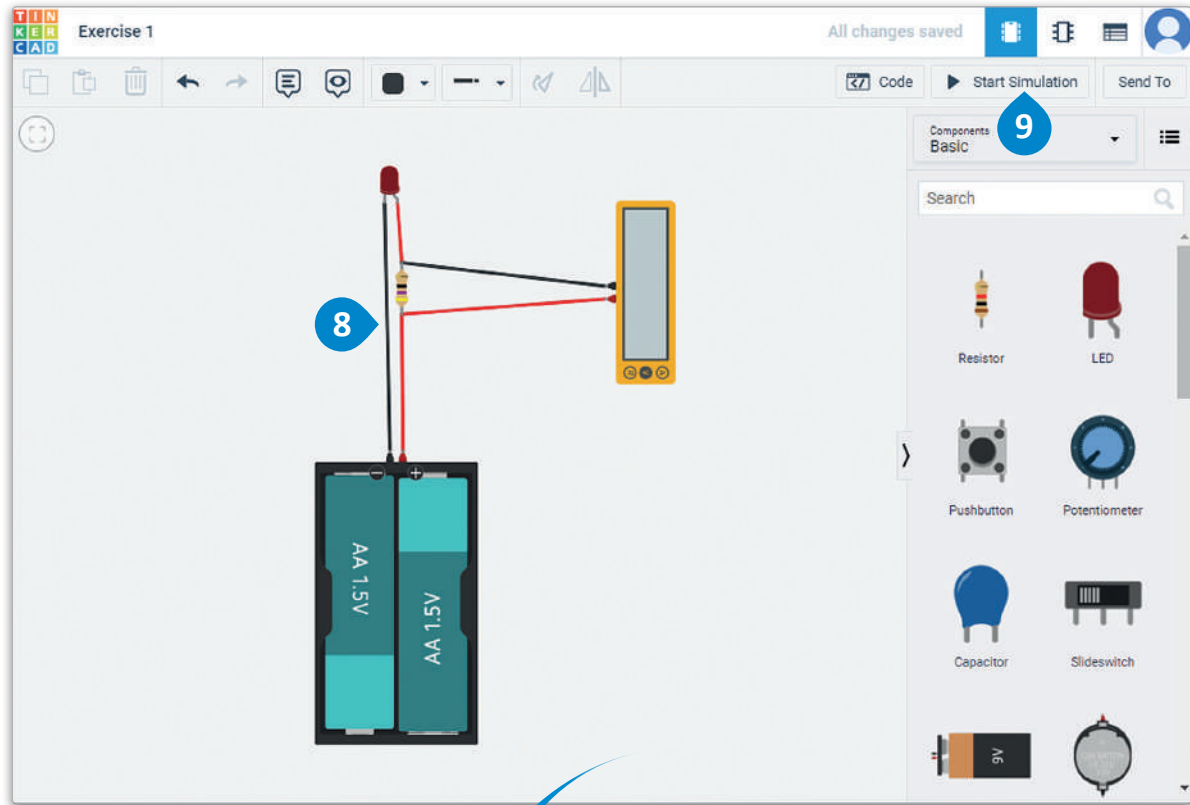 TIN
KER
CAD
Exercise 1
All changes saved
Code
Start Simulation
Send To
9
Components
Basic
Search
8
Resistor
LED
Pushbutton
Potentiometer
Capacitor
Slideswitch
AA 1.5V
AA 1.5V
9V